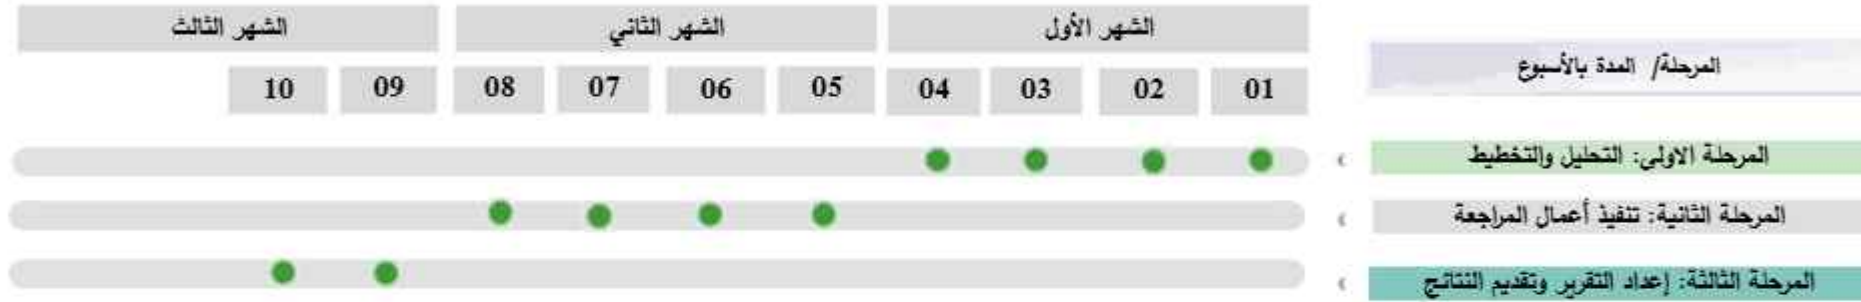 الشهر الأول الشهر الثاني الشهر الثالث
المرحلة/ المدة بالأسبوع
01 02 03 04 05 06 07 08 09 10
المرحلة الاولى: التحليل والتخطيط
المرحلة الثانية: تنفيذ أعمال المراجعة
المرحلة الثالثة: إعداد التقرير وتقديم النتائج